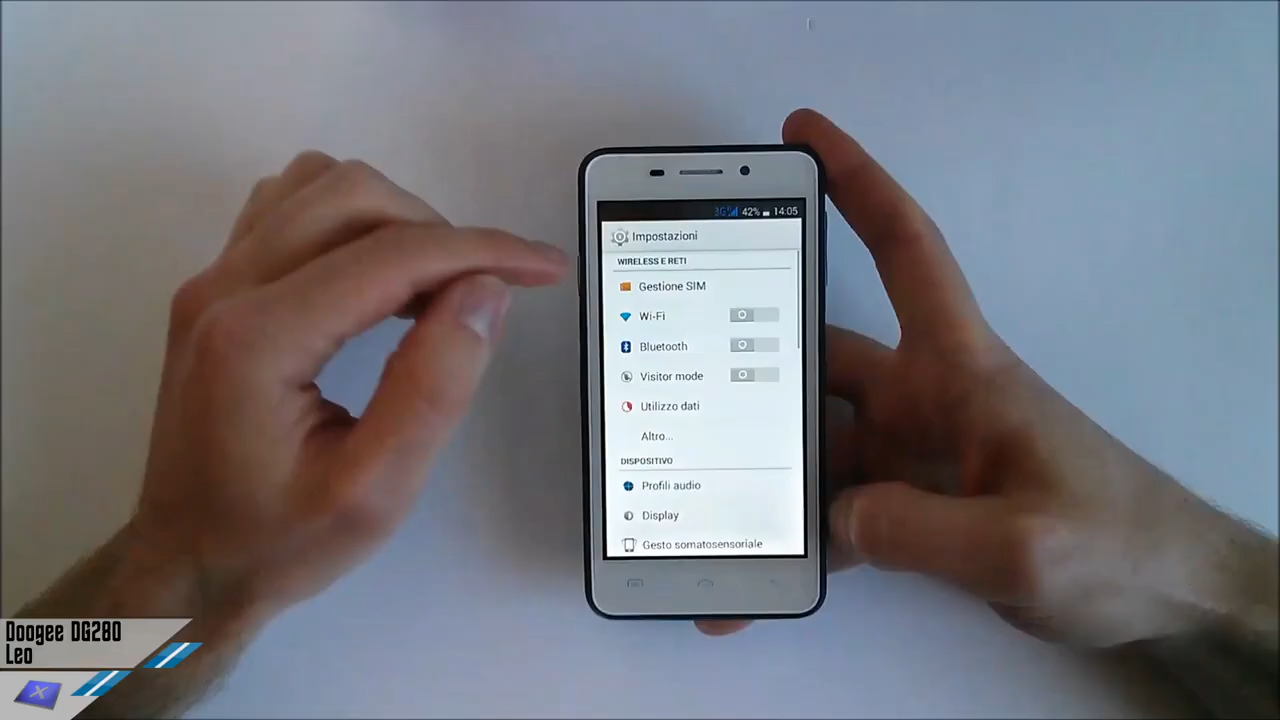 3G 42% 14:05
Impostazioni
WIRELESS E RETI
Gestione SIM
Wi-Fi
Bluetooth
Visitor mode
Utilizzo dati
Altro...
DISPOSITIVO
Profili audio
Display
Gesto somatosensoriale
Doogee DG280
Leo
X